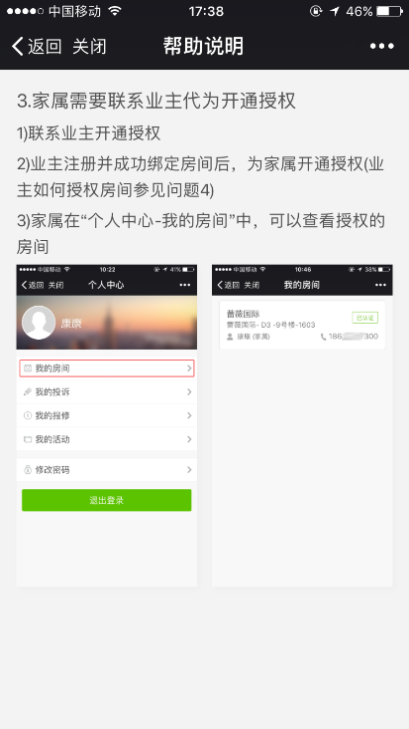 中国移动 17:38 46%
返回 关闭 帮助说明
3.家属需要联系业主代为开通授权
1)联系业主开通授权
2)业主注册并成功绑定房间后，为家属开通授权(业
主如何授权房间参见问题4)
3)家属在“个人中心-我的房间”中，可以查看授权的
房间
中国移动 10:22 41%
返回 关闭 个人中心
康康
我的房间
我的投诉
我的报修
我的活动
修改密码
退出登录
中国移动 10:46 38%
返回 关闭 我的房间
蔷薇国际
蔷薇国际- D3 -9号楼-1603
已认证
(家属) 186 300